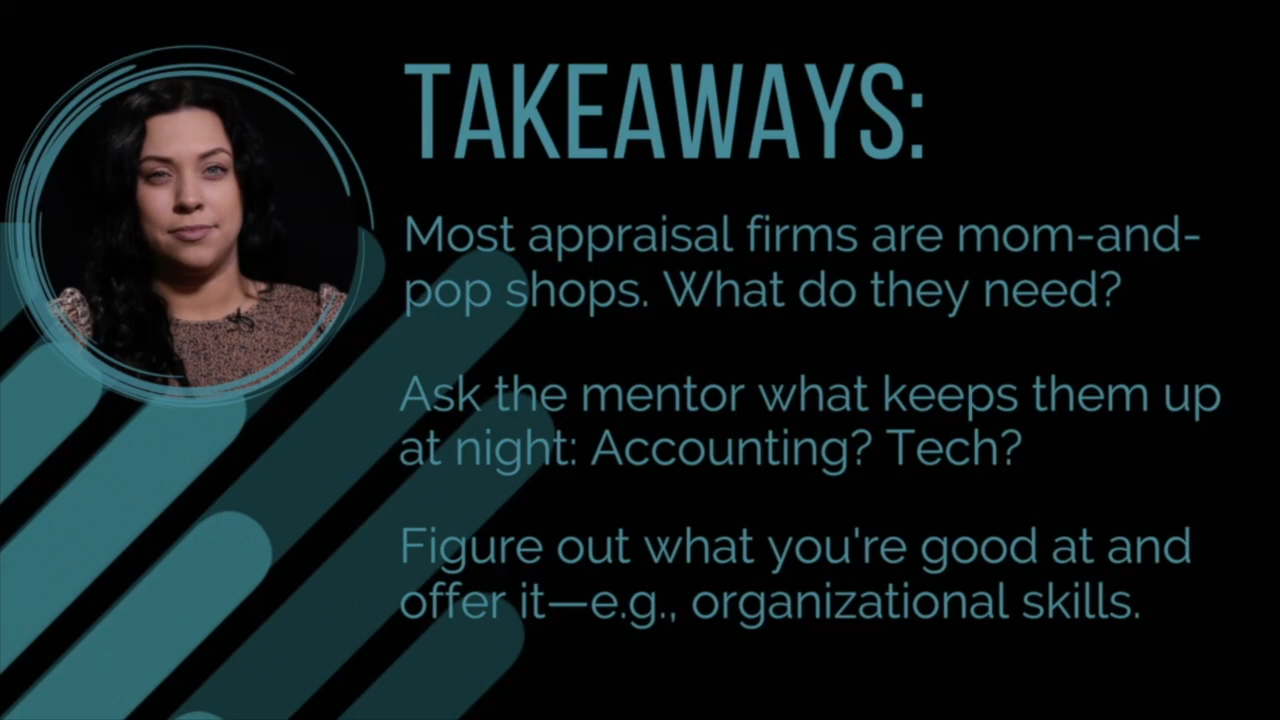 TAKEAWAYS:
Most appraisal firms are mom-and-
pop shops. What do they need?
Ask the mentor what keeps them up
at night: Accounting? Tech?
Figure out what you're good at and
offer it—e.g., organizational skills.